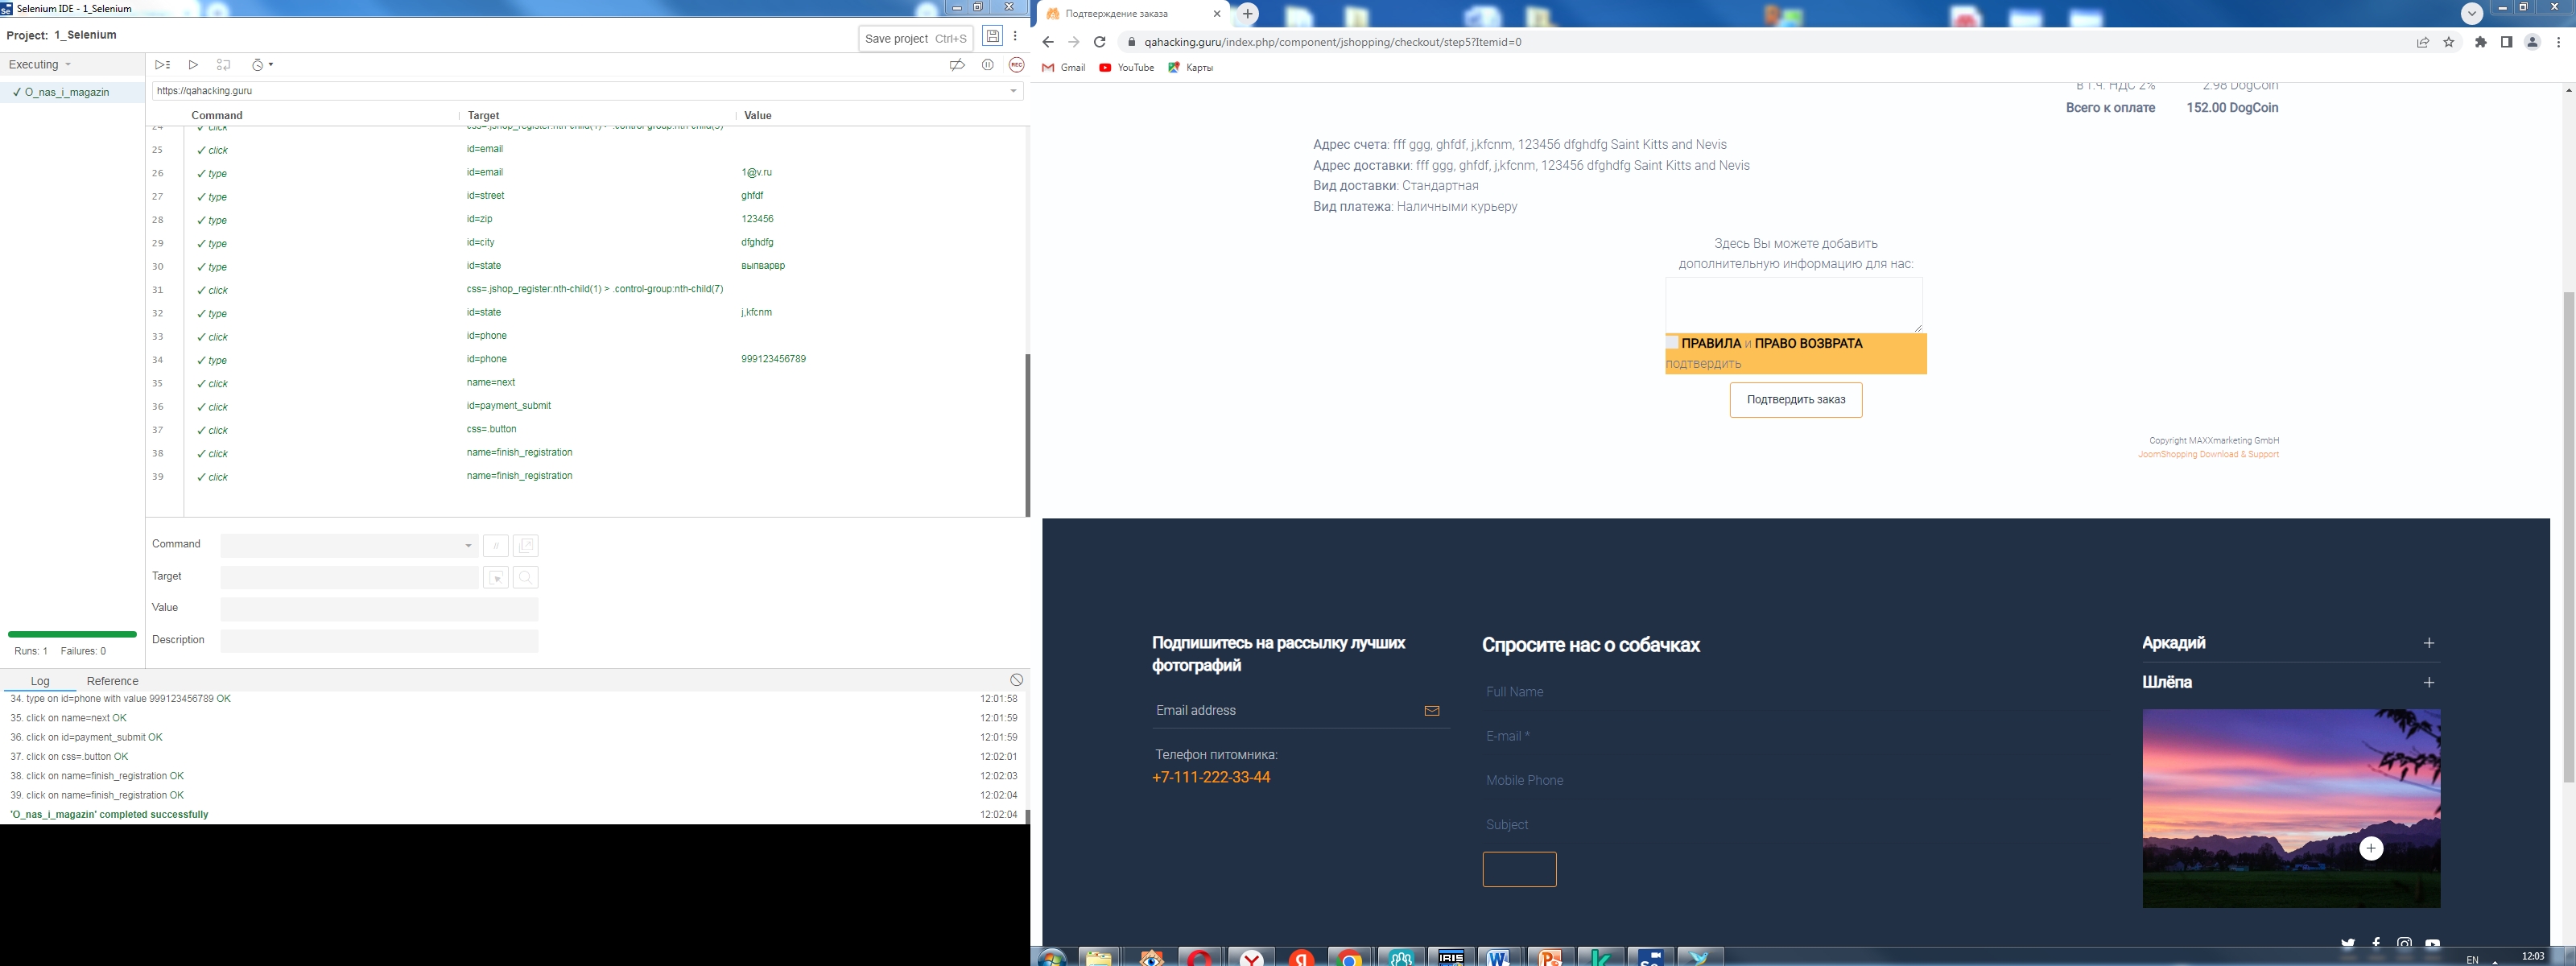 Selenium IDE - 1_Selenium
Project: 1_Selenium
Save project Ctrl+S
Executing
REC
✓ O_nas_i_magazin
https://qahacking.guru
Command Target Value
24 ✓ click css=.jshop_register:nth-child(1) > .control-group:nth-child(5)
25 ✓ click id=email
26 ✓ type id=email 1@v.ru
27 ✓ type id=street ghfdf
28 ✓ type id=zip 123456
29 ✓ type id=city dfghdfg
30 ✓ type id=state выпварвр
31 ✓ click css=.jshop_register:nth-child(1) > .control-group:nth-child(7)
32 ✓ type id=state j,kfcnm
33 ✓ click id=phone
34 ✓ type id=phone 999123456789
35 ✓ click name=next
36 ✓ click id=payment_submit
37 ✓ click css=.button
38 ✓ click name=finish_registration
39 ✓ click name=finish_registration
Command //
Target
Value
Description
Runs: 1 Failures: 0
Log Reference
34. type on id=phone with value 999123456789 OK 12:01:58
35. click on name=next OK 12:01:59
36. click on id=payment_submit OK 12:01:59
37. click on css=.button OK 12:02:01
38. click on name=finish_registration OK 12:02:03
39. click on name=finish_registration OK 12:02:04
'O_nas_i_magazin' completed successfully 12:02:04
Подтверждение заказа
qahacking.guru/index.php/component/jshopping/checkout/step5?Itemid=0
Gmail YouTube Карты
В т.ч. НДС 2% 2.98 DogCoin
Всего к оплате 152.00 DogCoin
Адрес счета: fff ggg, ghfdf, j,kfcnm, 123456 dfghdfg Saint Kitts and Nevis
Адрес доставки: fff ggg, ghfdf, j,kfcnm, 123456 dfghdfg Saint Kitts and Nevis
Вид доставки: Стандартная
Вид платежа: Наличными курьеру
Здесь Вы можете добавить
дополнительную информацию для нас:
ПРАВИЛА и ПРАВО ВОЗВРАТА
подтвердить
Подтвердить заказ
Copyright MAXXmarketing GmbH
JoomShopping Download & Support
Подпишитесь на рассылку лучших
фотографий
Email address
Телефон питомника:
+7-111-222-33-44
Спросите нас о собачках
Full Name
E-mail *
Mobile Phone
Subject
Аркадий
Шлёпа
IRIS
EN 12:03